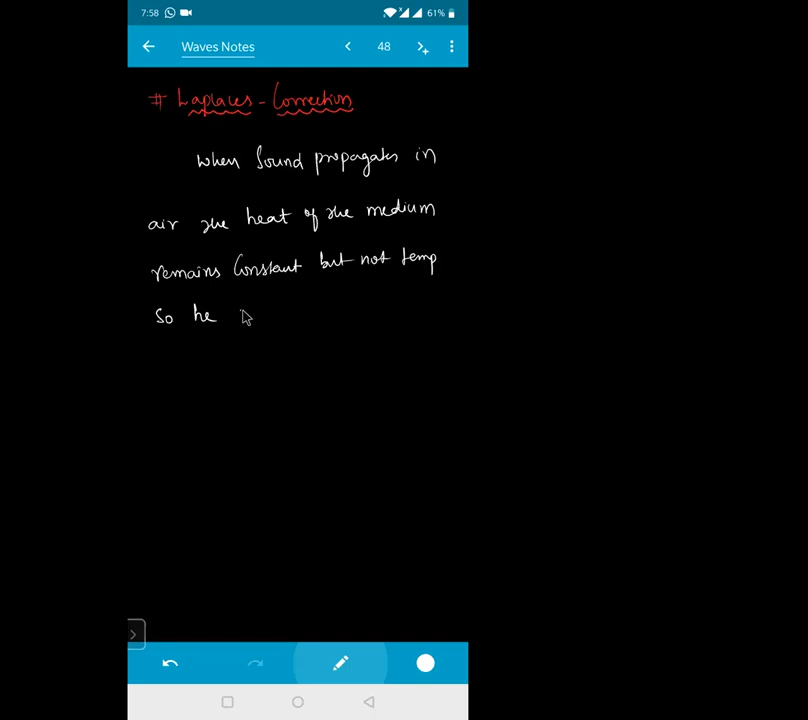 7:58 61%
Waves Notes 48
# Laplaces - Correction
When Sound propagates in
air the heat of the medium
remains Constant but not temp
So he